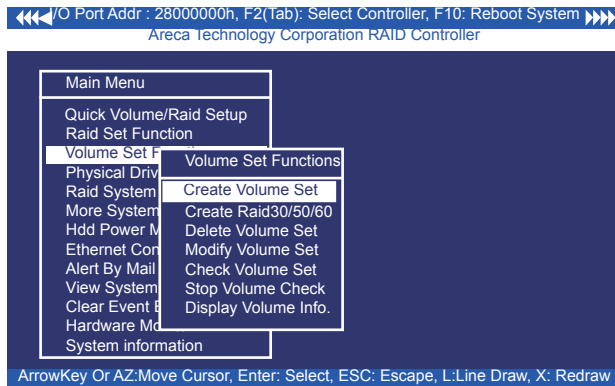 /O Port Addr : 28000000h, F2(Tab): Select Controller, F10: Reboot System
Areca Technology Corporation RAID Controller
Main Menu
Quick Volume/Raid Setup
Raid Set Function
Volume Set F
Physical Driv
Raid System
More System
Hdd Power M
Ethernet Con
Alert By Mail
View System
Clear Event
Hardware Mo
System information
Volume Set Functions
Create Volume Set
Create Raid30/50/60
Delete Volume Set
Modify Volume Set
Check Volume Set
Stop Volume Check
Display Volume Info.
ArrowKey Or AZ:Move Cursor, Enter: Select, ESC: Escape, L:Line Draw, X: Redraw